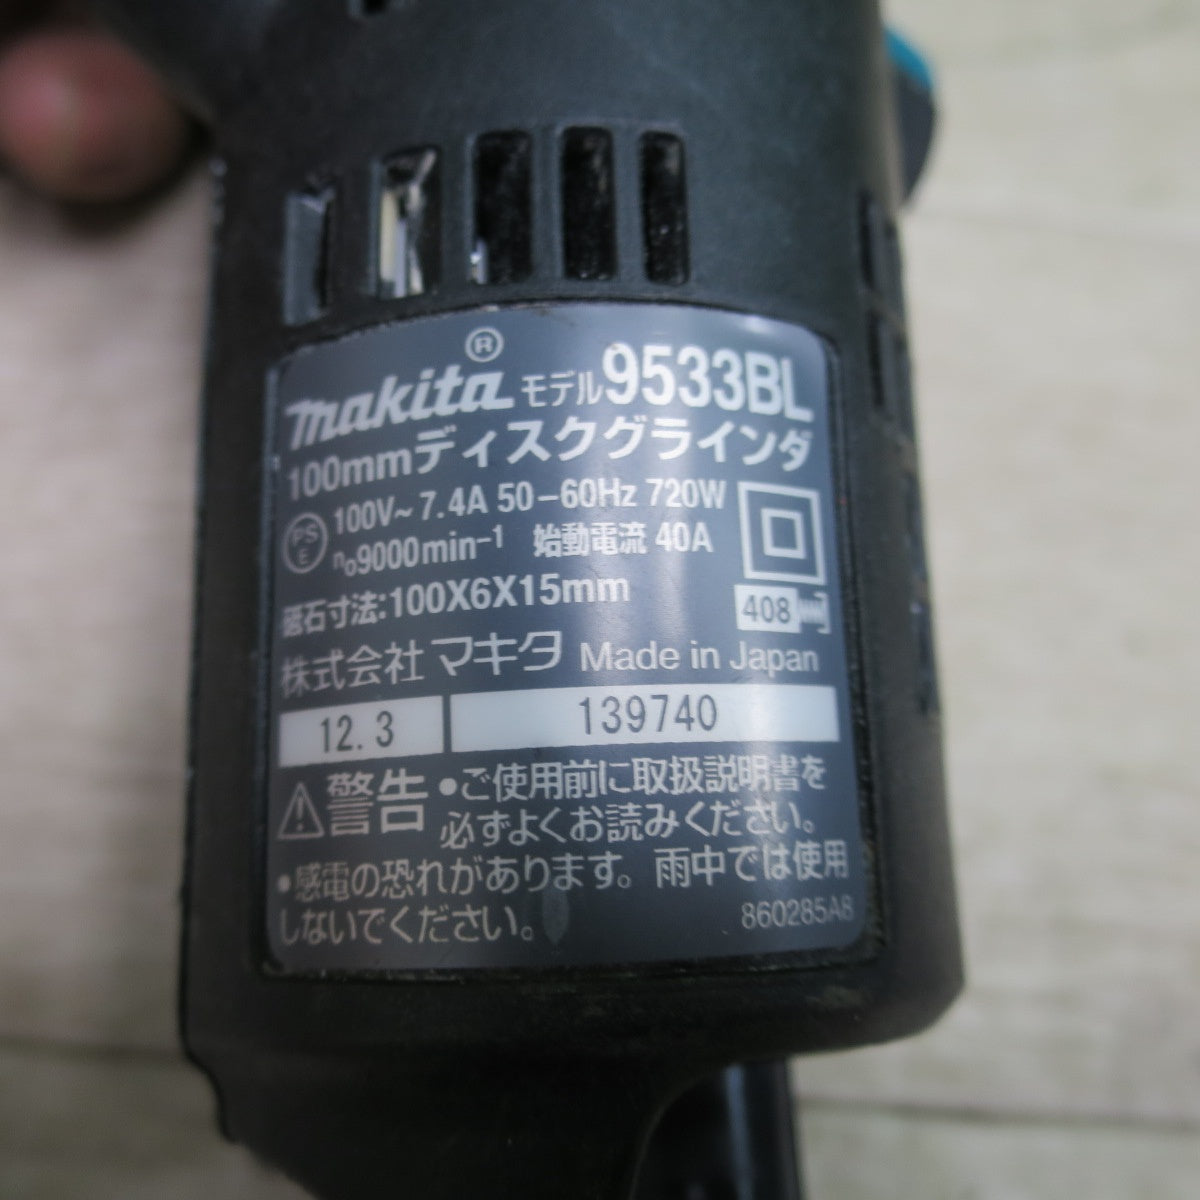 makita® モデル9533BL
100mmディスクグラインダ
PSE 100V~ 7.4A 50-60Hz 720W
n₀9000min⁻¹ 始動電流 40A
砥石寸法:100X6X15mm
408
株式会社 マキタ Made in Japan
12.3 139740
警告 •ご使用前に取扱説明書を
必ずよくお読みください。
•感電の恐れがあります。雨中では使用
しないでください。
860285A8